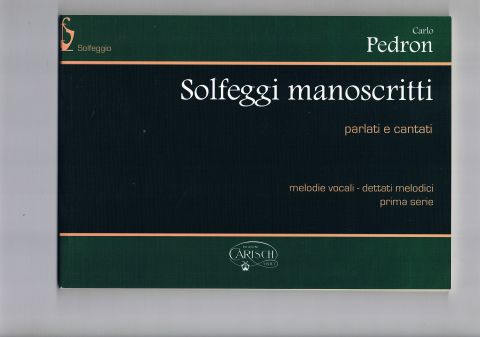 Carlo
Pedron
Solfeggio
Solfeggi manoscritti
parlati e cantati
melodie vocali - dettati melodici
prima serie
CARISCH